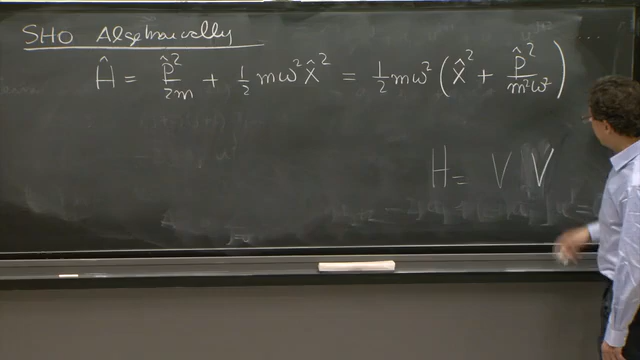 SHO Algebraically
Ĥ = P̂²/2m + 1/2 mω² X̂² = 1/2 mω² (X̂² + P̂²/m²ω²)
H = V V